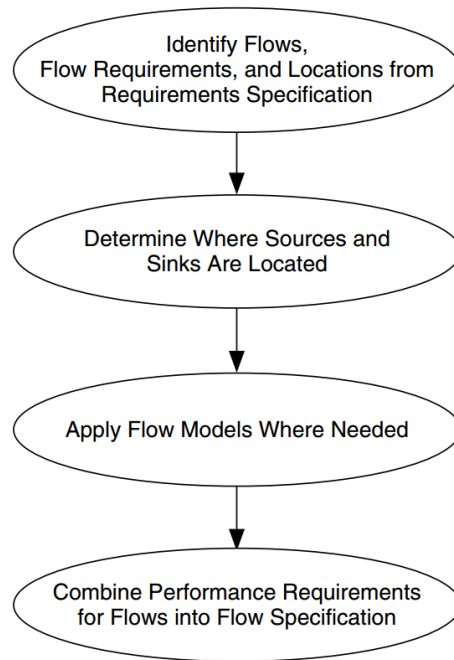 Identify Flows,
Flow Requirements, and Locations from
Requirements Specification
Determine Where Sources and
Sinks Are Located
Apply Flow Models Where Needed
Combine Performance Requirements
for Flows into Flow Specification